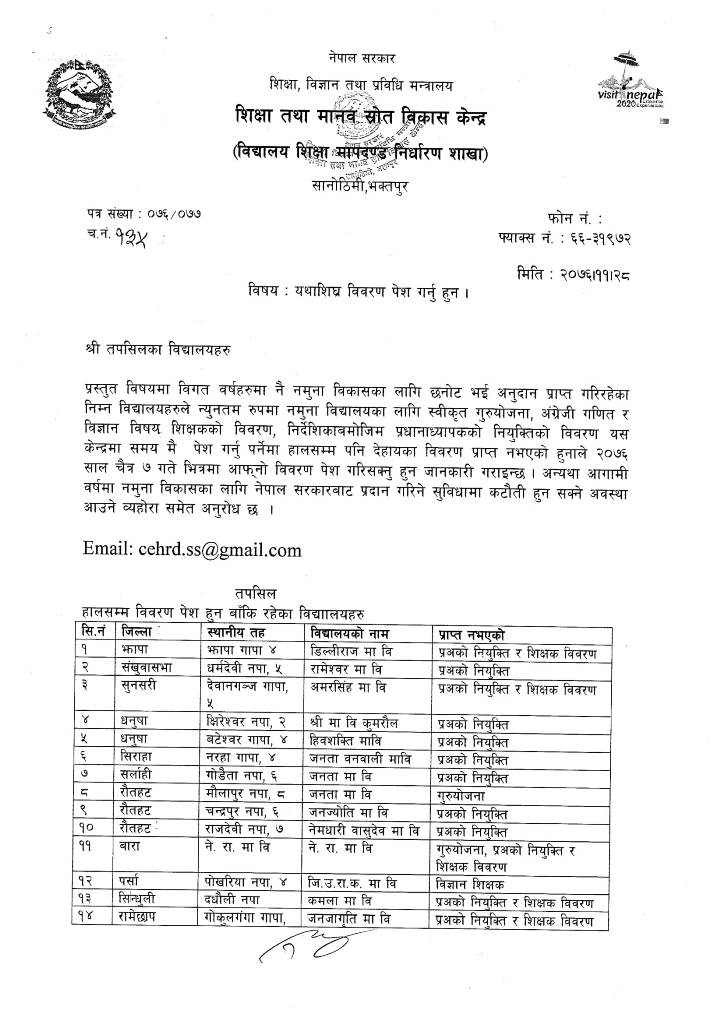 नेपाल सरकार
शिक्षा, विज्ञान तथा प्रविधि मन्त्रालय
शिक्षा तथा मानव स्रोत विकास केन्द्र
(विद्यालय शिक्षा मापदण्ड निर्धारण शाखा)
सानोठिमी,भक्तपुर
visit nepal
2020
पत्र संख्या : ०७६/०७७
फोन नं. :
च.नं. १३५
फ्याक्स नं. : ६६-३१९७२
मिति : २०७६।११।२८
विषय : यथाशिघ्र विवरण पेश गर्नु हुन ।
श्री तपसिलका विद्यालयहरु
प्रस्तुत विषयमा विगत वर्षहरुमा नै नमुना विकासका लागि छनोट भई अनुदान प्राप्त गरिरहेका
निम्न विद्यालयहरुले न्युनतम रुपमा नमुना विद्यालयका लागि स्वीकृत गुरुयोजना, अंग्रेजी गणित र
विज्ञान विषय शिक्षकको विवरण, निर्देशिकाबमोजिम प्रधानाध्यापकको नियुक्तिको विवरण यस
केन्द्रमा समय मै पेश गर्नु पर्नेमा हालसम्म पनि देहायका विवरण प्राप्त नभएको हुनाले २०७६
साल चैत्र ७ गते भित्रमा आफ्नो विवरण पेश गरिसक्नु हुन जानकारी गराइन्छ । अन्यथा आगामी
वर्षमा नमुना विकासका लागि नेपाल सरकारबाट प्रदान गरिने सुविधामा कटौती हुन सक्ने अवस्था
आउने व्यहोरा समेत अनुरोध छ ।
Email: cehrd.ss@gmail.com
तपसिल
हालसम्म विवरण पेश हुन बाँकि रहेका विद्याालयहरु
सि.नं जिल्ला स्थानीय तह विद्यालयको नाम प्राप्त नभएको
१ झापा झापा गापा ४ डिल्लीराज मा वि प्रअको नियुक्ति र शिक्षक विवरण
२ संखुवासभा धर्मदेवी नपा, ५ रामेश्वर मा वि प्रअको नियुक्ति
३ सुनसरी देवानगञ्ज गापा, अमरसिंह मा वि प्रअको नियुक्ति र शिक्षक विवरण
५
४ धनुषा क्षिरेश्वर नपा, २ श्री मा वि कुमरौल प्रअको नियुक्ति
५ धनुषा बटेश्वर गापा, ४ हिवशक्ति मावि प्रअको नियुक्ति
६ सिराहा नरहा गापा, ४ जनता वनवाली मावि प्रअको नियुक्ति
७ सर्लाही गोडैता नपा, ६ जनता मा वि प्रअको नियुक्ति
८ रौतहट मौलापुर नपा, ८ जनता मा वि गुरुयोजना
९ रौतहट चन्द्रपुर नपा, ६ जनज्योति मा वि प्रअको नियुक्ति
१० रौतहट राजदेवी नपा, ७ नेमधारी वासुदेव मा वि प्रअको नियुक्ति
११ बारा ने. रा. मा वि ने. रा. मा वि गुरुयोजना, प्रअको नियुक्ति र
शिक्षक विवरण
१२ पर्सा पोखरिया नपा, ४ जि.उ.रा.क. मा वि विज्ञान शिक्षक
१३ सिन्धुली दधौली नपा कमला मा वि प्रअको नियुक्ति र शिक्षक विवरण
१४ रामेछाप गोकुलगंगा गापा, जनजागृति मा वि प्रअको नियुक्ति र शिक्षक विवरण